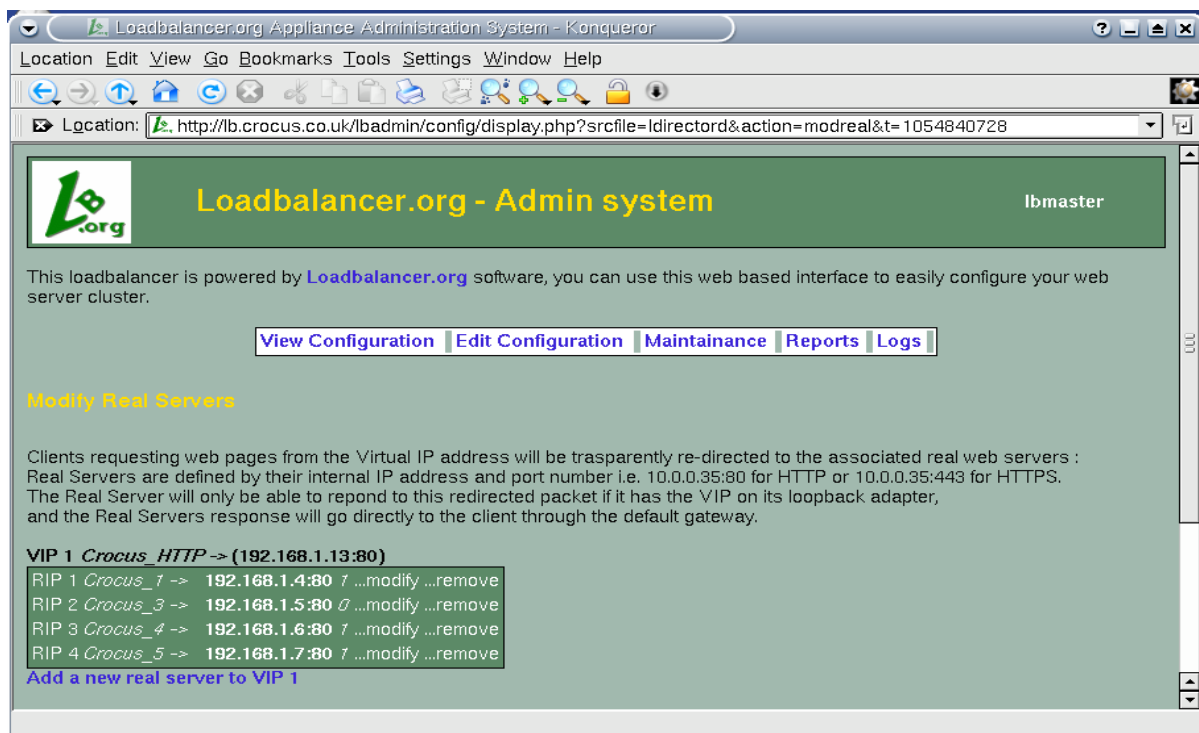 Loadbalancer.org Appliance Administration System - Konqueror
Location Edit View Go Bookmarks Tools Settings Window Help
Location: http://lb.crocus.co.uk/lbadmin/config/display.php?srcfile=ldirectord&action=modreal&t=1054840728
LB.org
Loadbalancer.org - Admin system
lbmaster
This loadbalancer is powered by Loadbalancer.org software, you can use this web based interface to easily configure your web
server cluster.
View Configuration Edit Configuration Maintainance Reports Logs
Modify Real Servers
Clients requesting web pages from the Virtual IP address will be trasparently re-directed to the associated real web servers :
Real Servers are defined by their internal IP address and port number i.e. 10.0.0.35:80 for HTTP or 10.0.0.35:443 for HTTPS.
The Real Server will only be able to repond to this redirected packet if it has the VIP on its loopback adapter,
and the Real Servers response will go directly to the client through the default gateway.
VIP 1 Crocus_HTTP -> (192.168.1.13:80)
RIP 1 Crocus_1 -> 192.168.1.4:80 1 ...modify ...remove
RIP 2 Crocus_3 -> 192.168.1.5:80 0 ...modify ...remove
RIP 3 Crocus_4 -> 192.168.1.6:80 1 ...modify ...remove
RIP 4 Crocus_5 -> 192.168.1.7:80 1 ...modify ...remove
Add a new real server to VIP 1